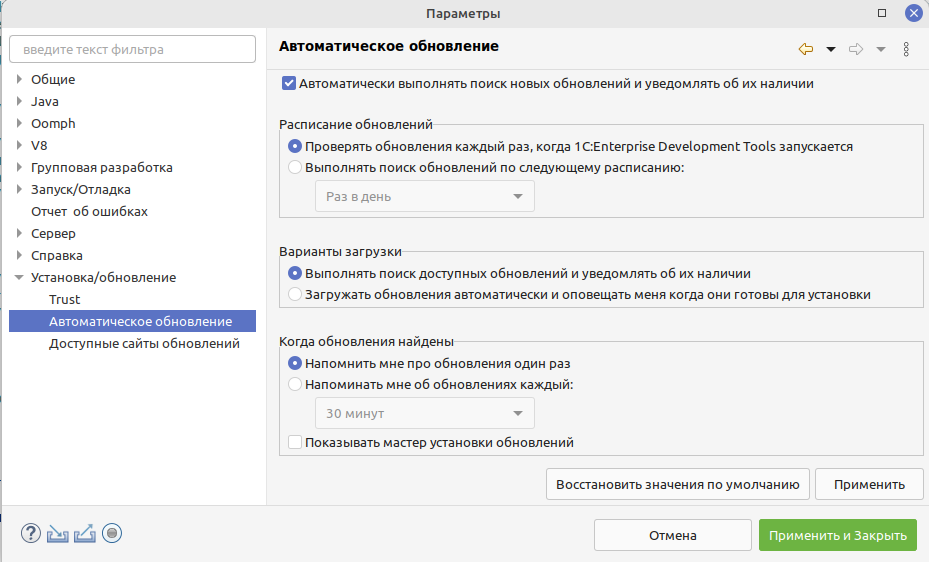 Параметры
введите текст фильтра
Общие
Java
Oomph
V8
Групповая разработка
Запуск/Отладка
Отчет об ошибках
Сервер
Справка
Установка/обновление
Trust
Автоматическое обновление
Доступные сайты обновлений
Автоматическое обновление
Автоматически выполнять поиск новых обновлений и уведомлять об их наличии
Расписание обновлений
Проверять обновления каждый раз, когда 1C:Enterprise Development Tools запускается
Выполнять поиск обновлений по следующему расписанию:
Раз в день
Варианты загрузки
Выполнять поиск доступных обновлений и уведомлять об их наличии
Загружать обновления автоматически и оповещать меня когда они готовы для установки
Когда обновления найдены
Напомнить мне про обновления один раз
Напоминать мне об обновлениях каждый:
30 минут
Показывать мастер установки обновлений
Восстановить значения по умолчанию
Применить
Отмена
Применить и Закрыть